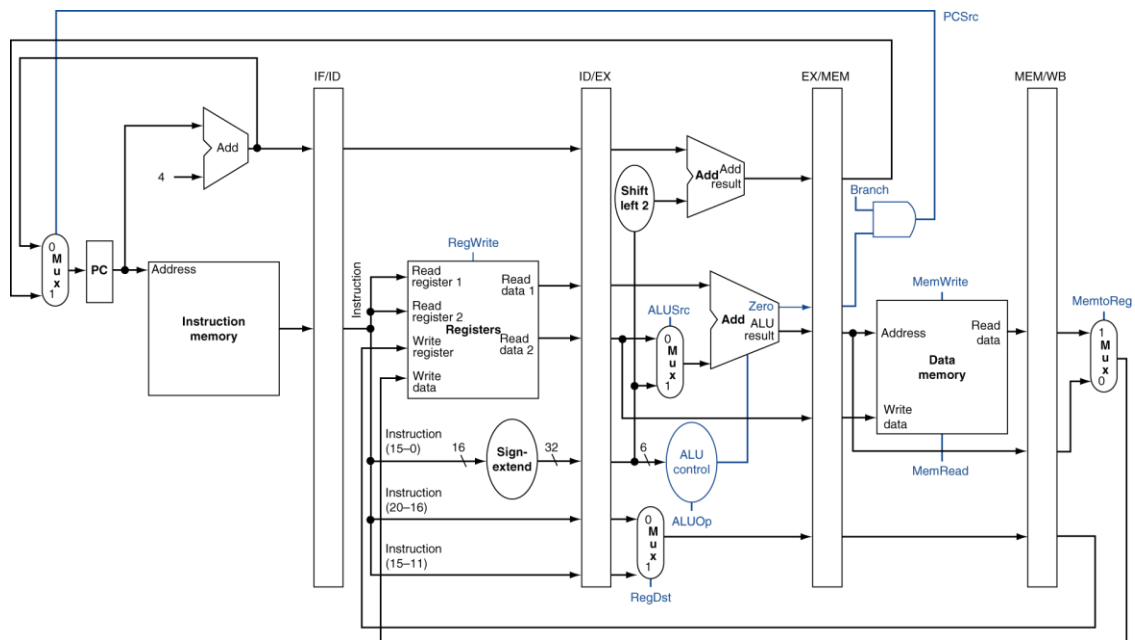 PCSrc
IF/ID
ID/EX
EX/MEM
MEM/WB
Add
4
Shift
left 2
Add
Add
result
Branch
0
M
u
x
1
PC
Address
Instruction
memory
Instruction
RegWrite
Read
register 1
Read
register 2
Write
register
Write
data
Registers
Read
data 1
Read
data 2
ALUSrc
0
M
u
x
1
Add
Zero
ALU
result
MemWrite
Address
Read
data
Data
memory
Write
data
MemRead
MemtoReg
1
M
u
x
0
Instruction
(15–0)
16
Sign-
extend
32
6
ALU
control
ALUOp
Instruction
(20–16)
Instruction
(15–11)
0
M
u
x
1
RegDst